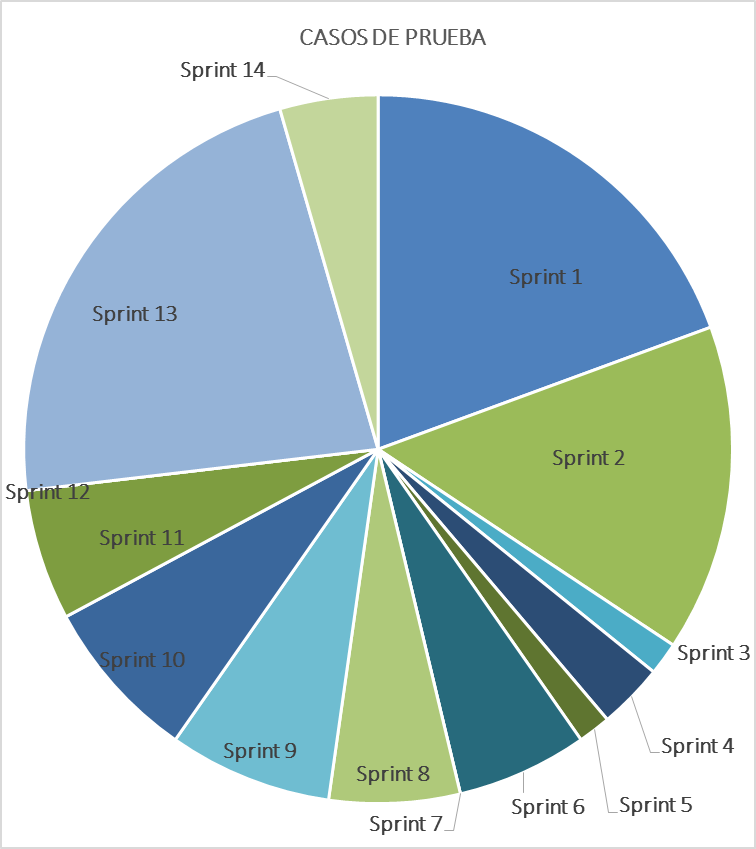 CASOS DE PRUEBA
Sprint 14
Sprint 1
Sprint 13
Sprint 2
Sprint 12
Sprint 11
Sprint 3
Sprint 10
Sprint 4
Sprint 9
Sprint 8
Sprint 5
Sprint 6
Sprint 7